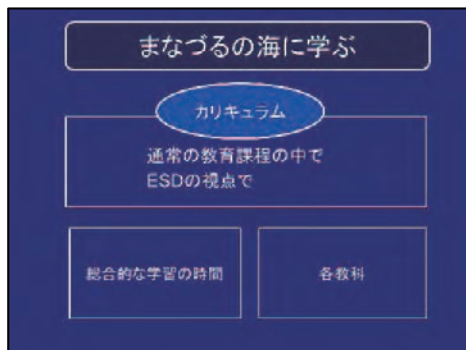 まなづるの海に学ぶ
カリキュラム
通常の教育課程の中で
ESDの視点で
総合的な学習の時間
各教科